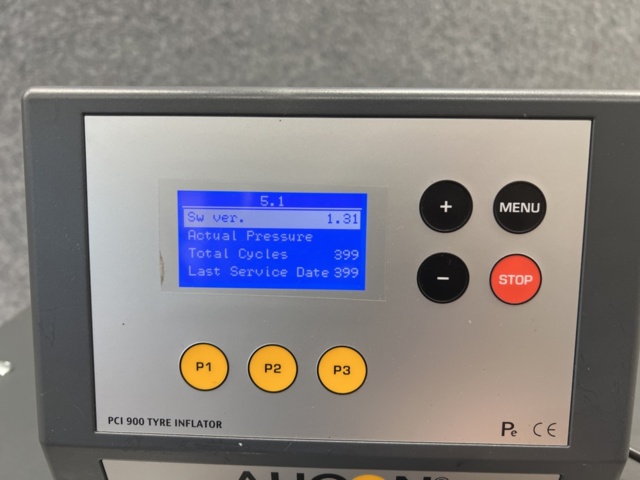 5.1
Sw ver. 1.31
Actual Pressure
Total Cycles 399
Last Service Date 399
+
MENU
−
STOP
P1
P2
P3
PCI 900 TYRE INFLATOR
Pe CE